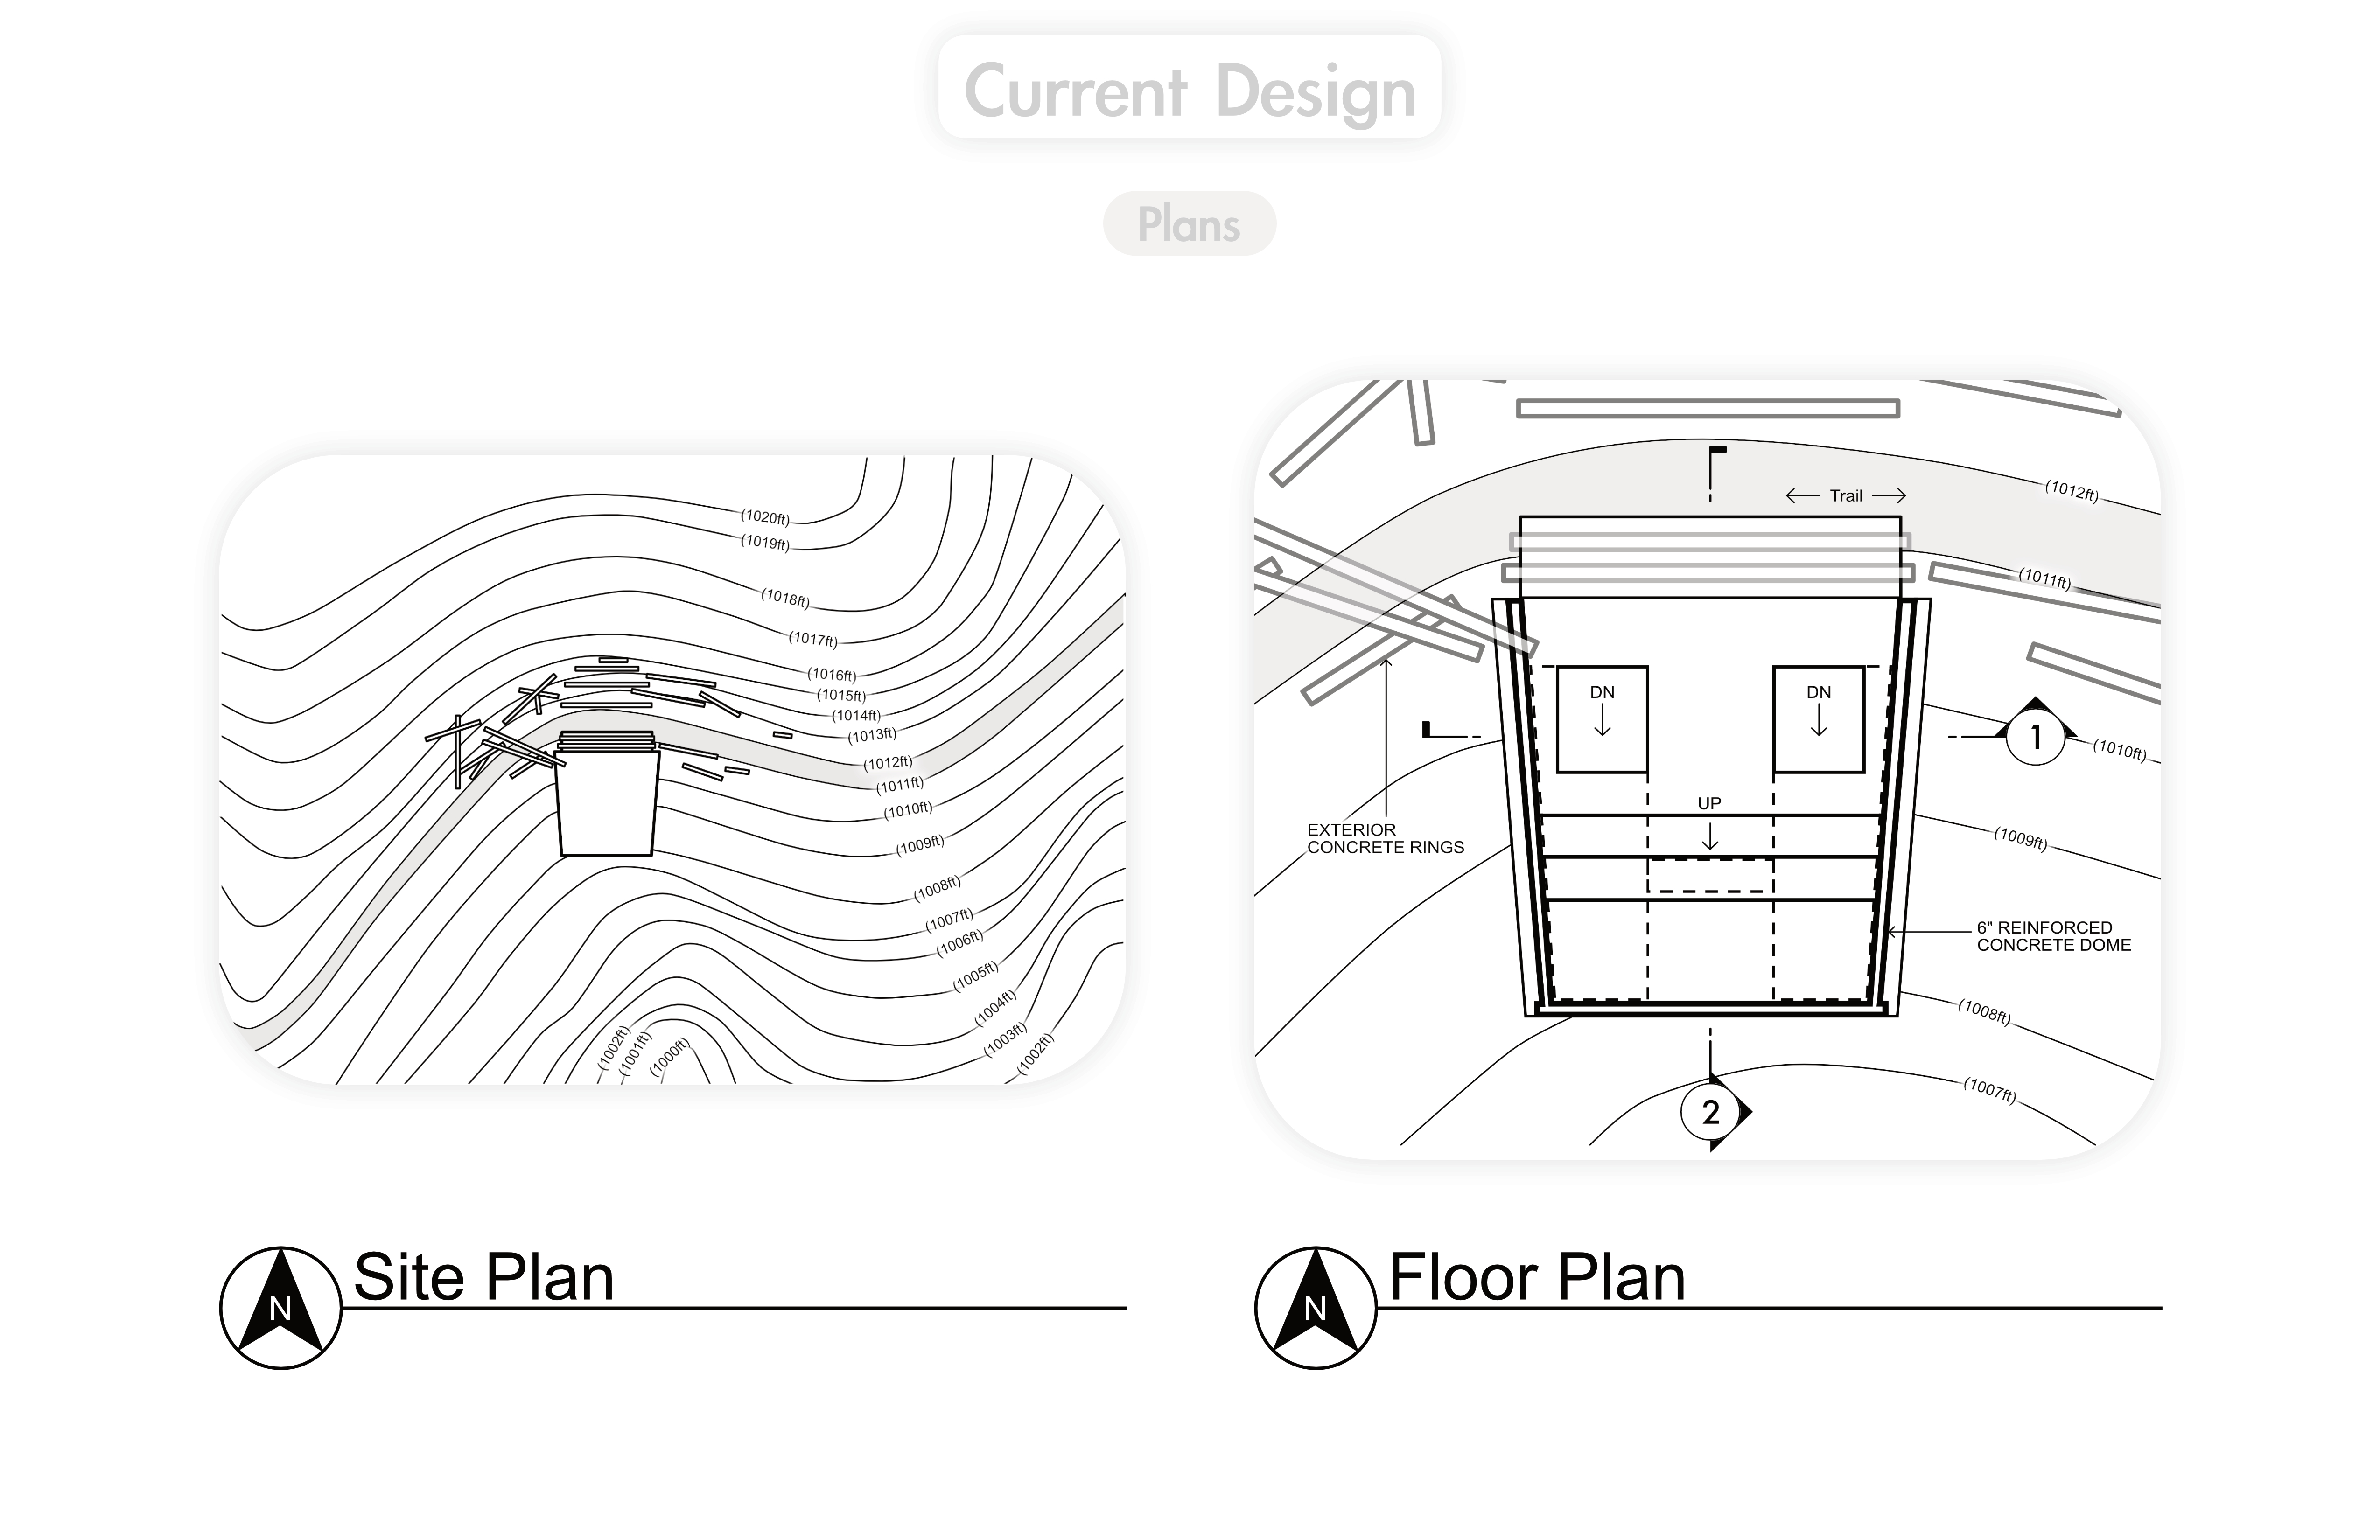 Current Design
Plans
(1020ft)
(1019ft)
(1018ft)
(1017ft)
(1016ft)
(1015ft)
(1014ft)
(1013ft)
(1012ft)
(1011ft)
(1010ft)
(1009ft)
(1008ft)
(1007ft)
(1006ft)
(1005ft)
(1004ft)
(1003ft)
(1002ft)
(1002ft)
(1001ft)
(1000ft)
N
Site Plan
(1012ft)
Trail
(1011ft)
DN
DN
1
(1010ft)
UP
EXTERIOR
CONCRETE RINGS
(1009ft)
6" REINFORCED
CONCRETE DOME
(1008ft)
(1007ft)
2
N
Floor Plan